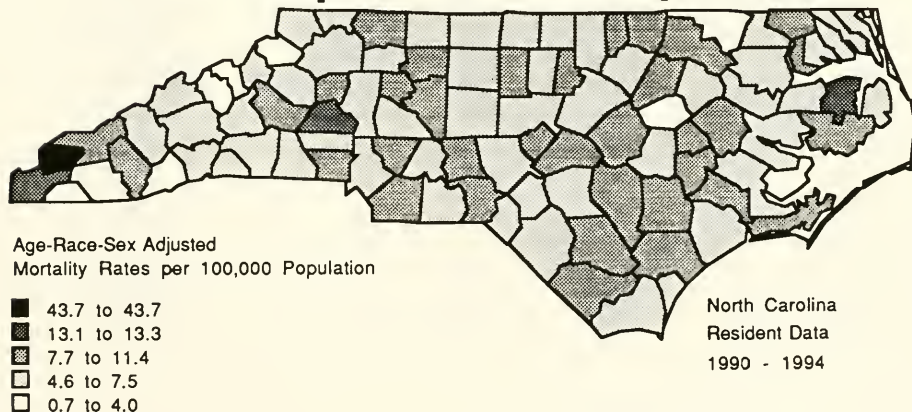 Age-Race-Sex Adjusted
Mortality Rates per 100,000 Population
43.7 to 43.7
13.1 to 13.3
7.7 to 11.4
4.6 to 7.5
0.7 to 4.0
North Carolina
Resident Data
1990 - 1994